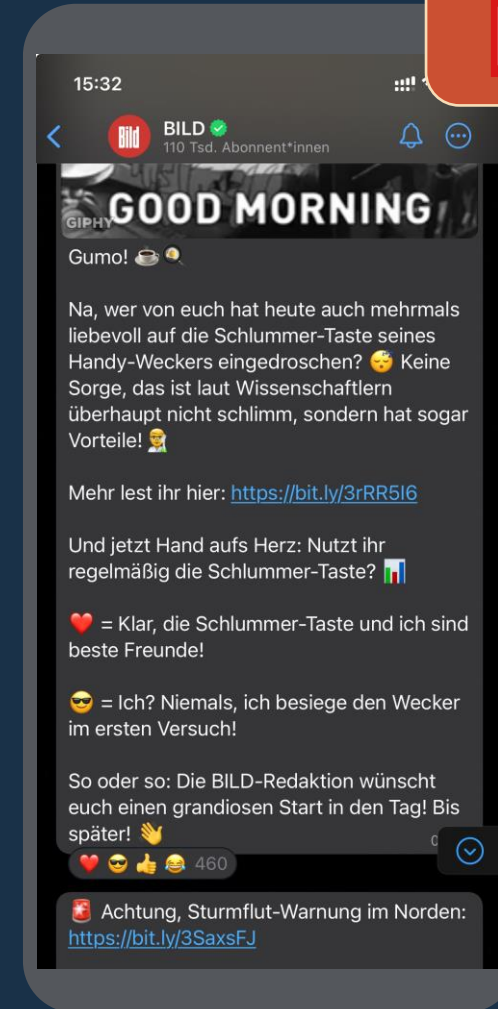 15:32
Bild
BILD
110 Tsd. Abonnent*innen
GIPHY
GOOD MORNING
Gumo! ☕🍳
Na, wer von euch hat heute auch mehrmals
liebevoll auf die Schlummer-Taste seines
Handy-Weckers eingedroschen? 😴 Keine
Sorge, das ist laut Wissenschaftlern
überhaupt nicht schlimm, sondern hat sogar
Vorteile! 👨‍🔬
Mehr lest ihr hier: https://bit.ly/3rRR5I6
Und jetzt Hand aufs Herz: Nutzt ihr
regelmäßig die Schlummer-Taste? 📊
❤️ = Klar, die Schlummer-Taste und ich sind
beste Freunde!
😎 = Ich? Niemals, ich besiege den Wecker
im ersten Versuch!
So oder so: Die BILD-Redaktion wünscht
euch einen grandiosen Start in den Tag! Bis
später! 👋
❤️ 😎 👍 😂 460
🚨 Achtung, Sturmflut-Warnung im Norden:
https://bit.ly/3SaxsFJ